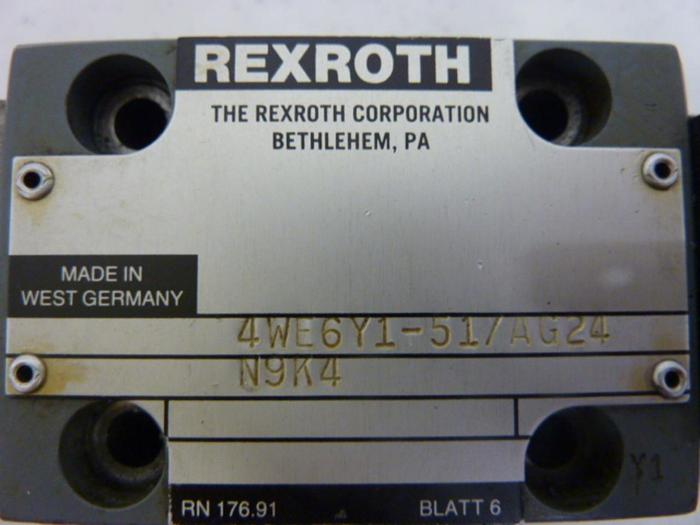 REXROTH
THE REXROTH CORPORATION
BETHLEHEM, PA
MADE IN
WEST GERMANY
4WE6Y1-51/AG24
N9K4
Y1
RN 176.91
BLATT 6